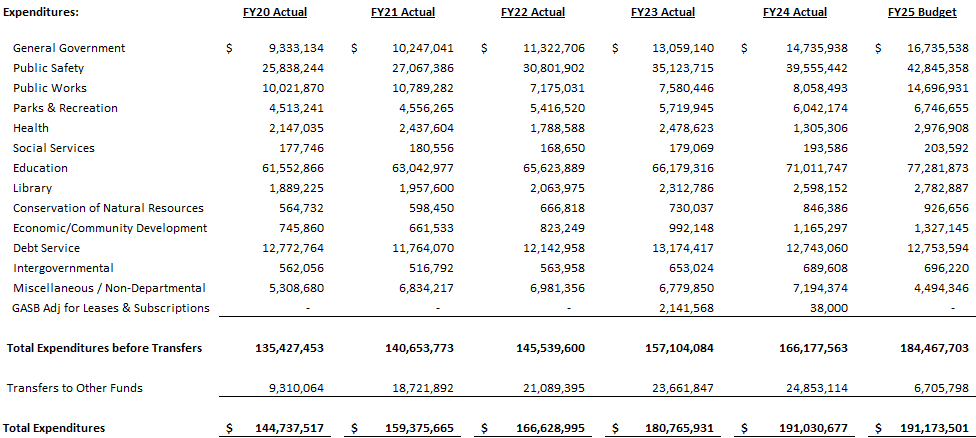 Expenditures: FY20 Actual FY21 Actual FY22 Actual FY23 Actual FY24 Actual FY25 Budget
General Government $ 9,333,134 $ 10,247,041 $ 11,322,706 $ 13,059,140 $ 14,735,938 $ 16,735,538
Public Safety 25,838,244 27,067,386 30,801,902 35,123,715 39,555,442 42,845,358
Public Works 10,021,870 10,789,282 7,175,031 7,580,446 8,058,493 14,696,931
Parks & Recreation 4,513,241 4,556,265 5,416,520 5,719,945 6,042,174 6,746,655
Health 2,147,035 2,437,604 1,788,588 2,478,623 1,305,306 2,976,908
Social Services 177,746 180,556 168,650 179,069 193,586 203,592
Education 61,552,866 63,042,977 65,623,889 66,179,316 71,011,747 77,281,873
Library 1,889,225 1,957,600 2,063,975 2,312,786 2,598,152 2,782,887
Conservation of Natural Resources 564,732 598,450 666,818 730,037 846,386 926,656
Economic/Community Development 745,860 661,533 823,249 992,148 1,165,297 1,327,145
Debt Service 12,772,764 11,764,070 12,142,958 13,174,417 12,743,060 12,753,594
Intergovernmental 562,056 516,792 563,958 653,024 689,608 696,220
Miscellaneous / Non-Departmental 5,308,680 6,834,217 6,981,356 6,779,850 7,194,374 4,494,346
GASB Adj for Leases & Subscriptions - - - 2,141,568 38,000 -
Total Expenditures before Transfers 135,427,453 140,653,773 145,539,600 157,104,084 166,177,563 184,467,703
Transfers to Other Funds 9,310,064 18,721,892 21,089,395 23,661,847 24,853,114 6,705,798
Total Expenditures $ 144,737,517 $ 159,375,665 $ 166,628,995 $ 180,765,931 $ 191,030,677 $ 191,173,501